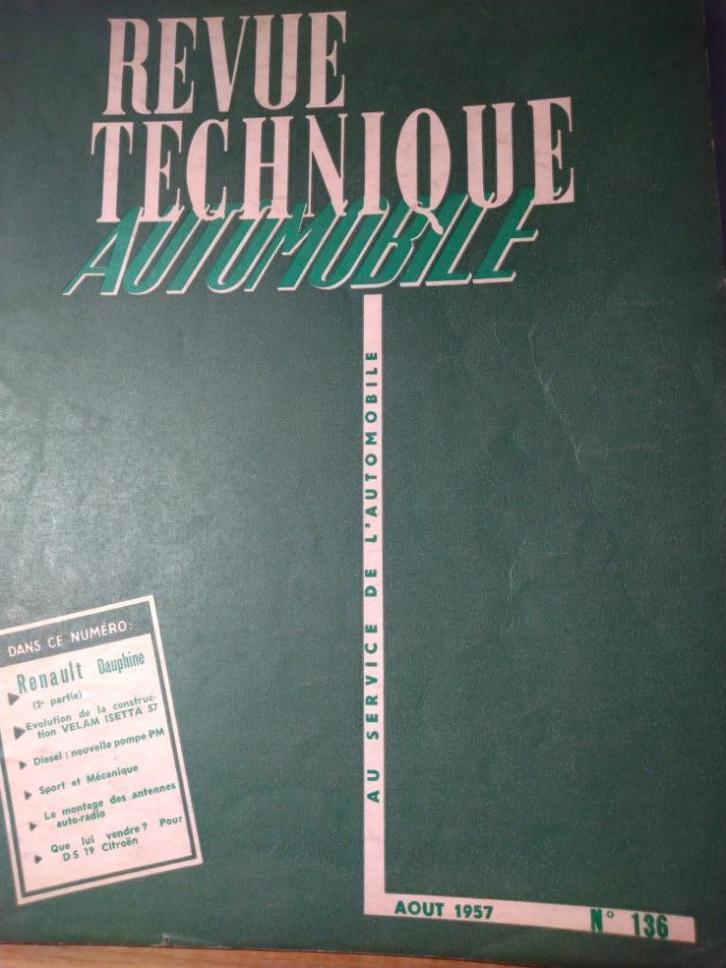 REVUE
TECHNIQUE
AUTOMOBILE
AU SERVICE DE L'AUTOMOBILE
DANS CE NUMÉRO:
Renault Dauphine
(2e partie)
Evolution de la construc-
tion VELAM ISETTA 57
Diesel : nouvelle pompe PM
Sport et Mécanique
Le montage des antennes
auto-radio
Que lui vendre? Pour
DS 19 Citroën
AOUT 1957
N° 136